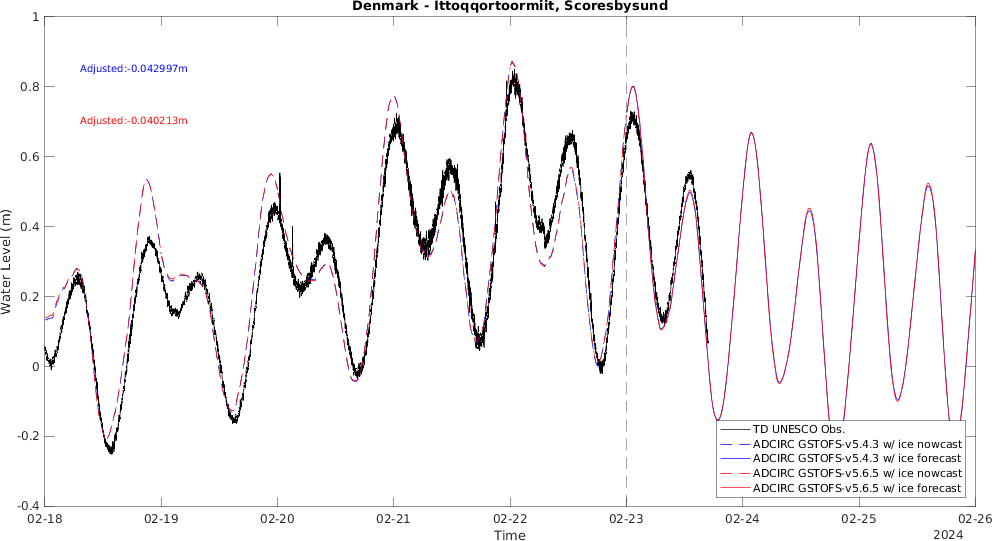 Denmark - Ittoqqortoormiit, Scoresbysund
Adjusted:-0.042997m
Adjusted:-0.040213m
Water Level (m)
1
0.8
0.6
0.4
0.2
0
-0.2
-0.4
TD UNESCO Obs.
ADCIRC GSTOFS-v5.4.3 w/ ice nowcast
ADCIRC GSTOFS-v5.4.3 w/ ice forecast
ADCIRC GSTOFS-v5.6.5 w/ ice nowcast
ADCIRC GSTOFS-v5.6.5 w/ ice forecast
02-18 02-19 02-20 02-21 02-22 02-23 02-24 02-25 02-26
Time
2024